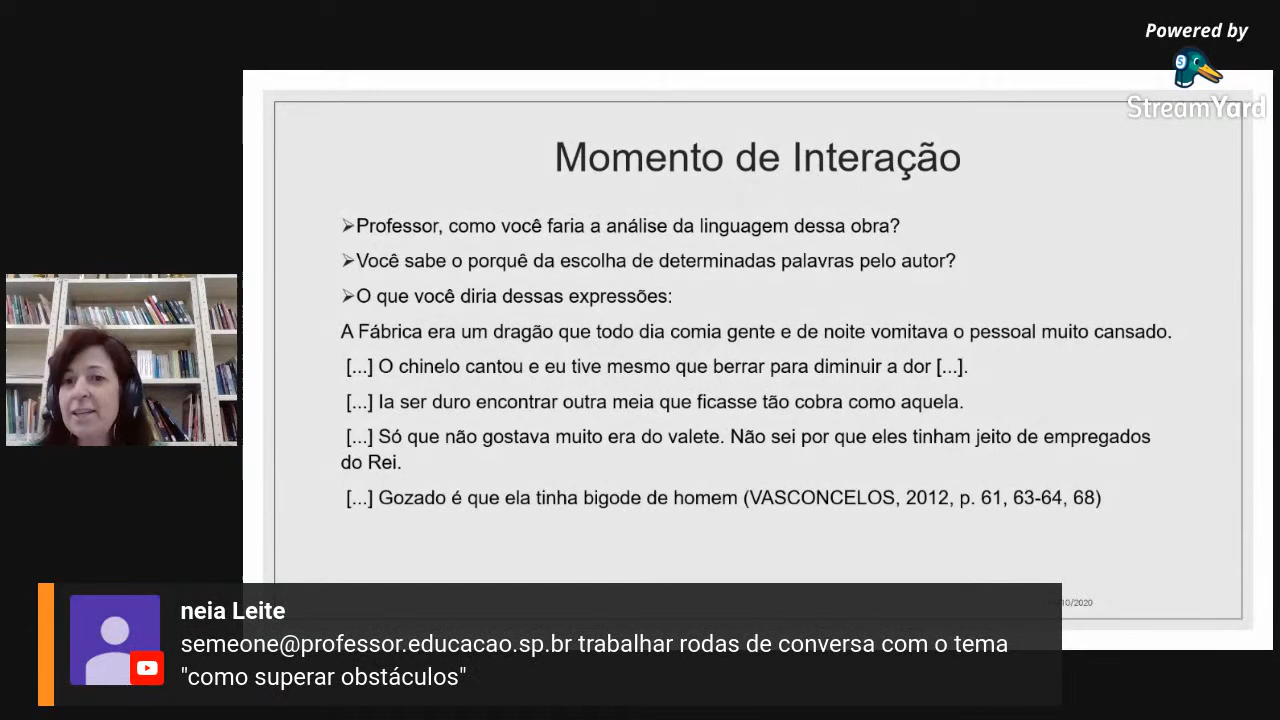 Powered by
StreamYard
Momento de Interação
➢Professor, como você faria a análise da linguagem dessa obra?
➢Você sabe o porquê da escolha de determinadas palavras pelo autor?
➢O que você diria dessas expressões:
A Fábrica era um dragão que todo dia comia gente e de noite vomitava o pessoal muito cansado.
[...] O chinelo cantou e eu tive mesmo que berrar para diminuir a dor [...].
[...] Ia ser duro encontrar outra meia que ficasse tão cobra como aquela.
[...] Só que não gostava muito era do valete. Não sei por que eles tinham jeito de empregados
do Rei.
[...] Gozado é que ela tinha bigode de homem (VASCONCELOS, 2012, p. 61, 63-64, 68)
10/2020
neia Leite
semeone@professor.educacao.sp.br trabalhar rodas de conversa com o tema
"como superar obstáculos"